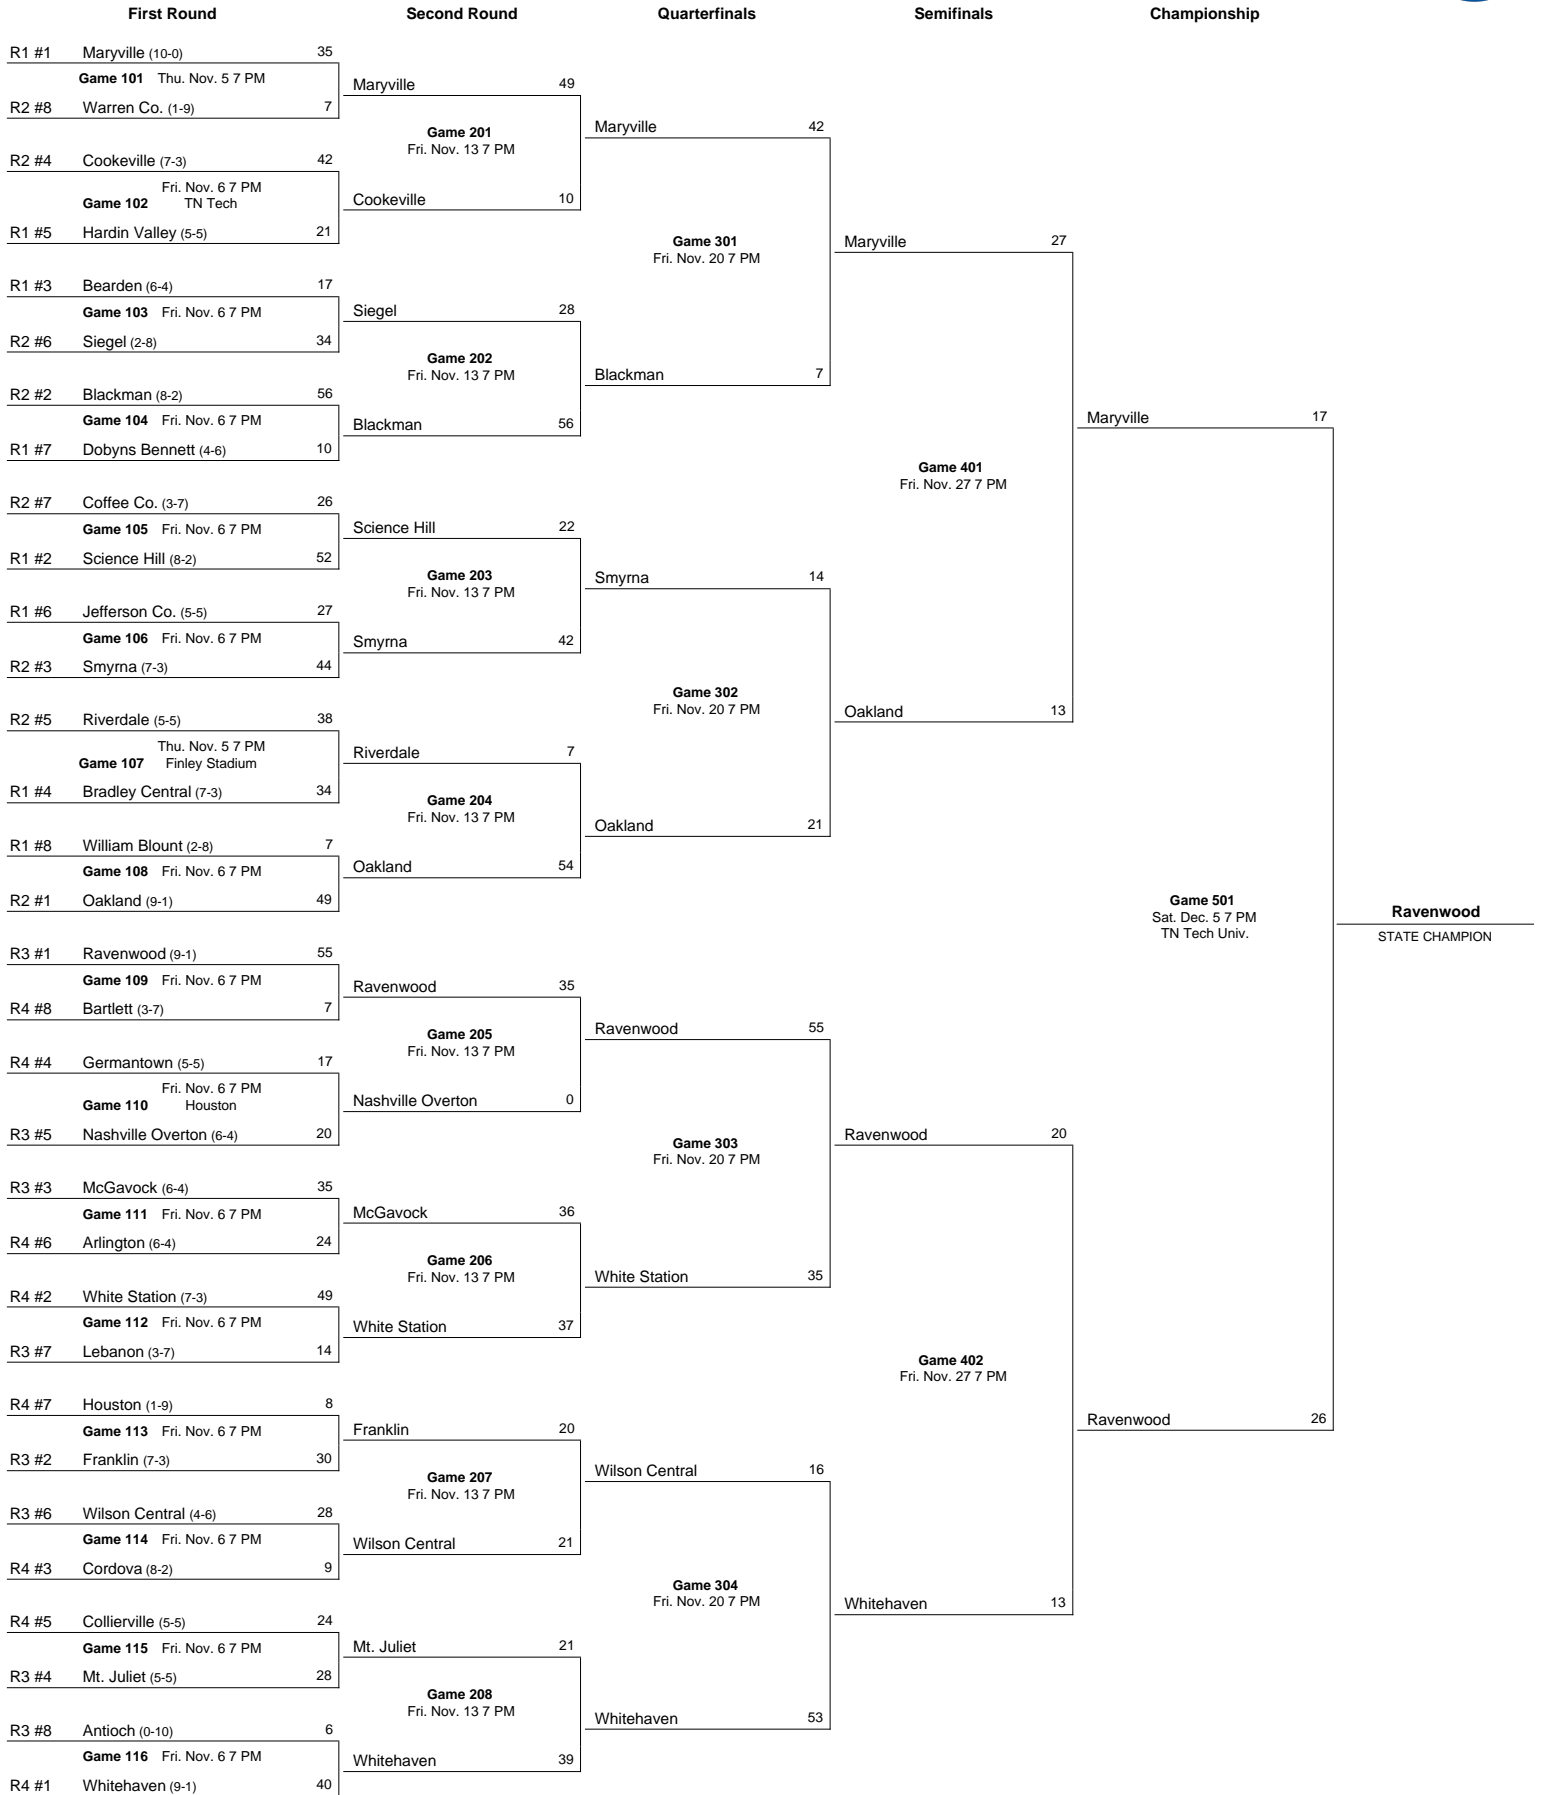 First Round
Second Round
Quarterfinals
Semifinals
Championship
R1 #1 Maryville (10-0) 35
Game 101 Thu. Nov. 5 7 PM
R2 #8 Warren Co. (1-9) 7
R2 #4 Cookeville (7-3) 42
Fri. Nov. 6 7 PM
Game 102 TN Tech
R1 #5 Hardin Valley (5-5) 21
R1 #3 Bearden (6-4) 17
Game 103 Fri. Nov. 6 7 PM
R2 #6 Siegel (2-8) 34
R2 #2 Blackman (8-2) 56
Game 104 Fri. Nov. 6 7 PM
R1 #7 Dobyns Bennett (4-6) 10
R2 #7 Coffee Co. (3-7) 26
Game 105 Fri. Nov. 6 7 PM
R1 #2 Science Hill (8-2) 52
R1 #6 Jefferson Co. (5-5) 27
Game 106 Fri. Nov. 6 7 PM
R2 #3 Smyrna (7-3) 44
R2 #5 Riverdale (5-5) 38
Thu. Nov. 5 7 PM
Game 107 Finley Stadium
R1 #4 Bradley Central (7-3) 34
R1 #8 William Blount (2-8) 7
Game 108 Fri. Nov. 6 7 PM
R2 #1 Oakland (9-1) 49
R3 #1 Ravenwood (9-1) 55
Game 109 Fri. Nov. 6 7 PM
R4 #8 Bartlett (3-7) 7
R4 #4 Germantown (5-5) 17
Fri. Nov. 6 7 PM
Game 110 Houston
R3 #5 Nashville Overton (6-4) 20
R3 #3 McGavock (6-4) 35
Game 111 Fri. Nov. 6 7 PM
R4 #6 Arlington (6-4) 24
R4 #2 White Station (7-3) 49
Game 112 Fri. Nov. 6 7 PM
R3 #7 Lebanon (3-7) 14
R4 #7 Houston (1-9) 8
Game 113 Fri. Nov. 6 7 PM
R3 #2 Franklin (7-3) 30
R3 #6 Wilson Central (4-6) 28
Game 114 Fri. Nov. 6 7 PM
R4 #3 Cordova (8-2) 9
R4 #5 Collierville (5-5) 24
Game 115 Fri. Nov. 6 7 PM
R3 #4 Mt. Juliet (5-5) 28
R3 #8 Antioch (0-10) 6
Game 116 Fri. Nov. 6 7 PM
R4 #1 Whitehaven (9-1) 40
Maryville 49
Game 201
Fri. Nov. 13 7 PM
Cookeville 10
Siegel 28
Game 202
Fri. Nov. 13 7 PM
Blackman 56
Science Hill 22
Game 203
Fri. Nov. 13 7 PM
Smyrna 42
Riverdale 7
Game 204
Fri. Nov. 13 7 PM
Oakland 54
Ravenwood 35
Game 205
Fri. Nov. 13 7 PM
Nashville Overton 0
McGavock 36
Game 206
Fri. Nov. 13 7 PM
White Station 37
Franklin 20
Game 207
Fri. Nov. 13 7 PM
Wilson Central 21
Mt. Juliet 21
Game 208
Fri. Nov. 13 7 PM
Whitehaven 39
Maryville 42
Game 301
Fri. Nov. 20 7 PM
Blackman 7
Smyrna 14
Game 302
Fri. Nov. 20 7 PM
Oakland 21
Ravenwood 55
Game 303
Fri. Nov. 20 7 PM
White Station 35
Wilson Central 16
Game 304
Fri. Nov. 20 7 PM
Whitehaven 53
Maryville 27
Game 401
Fri. Nov. 27 7 PM
Oakland 13
Ravenwood 20
Game 402
Fri. Nov. 27 7 PM
Whitehaven 13
Maryville 17
Game 501
Sat. Dec. 5 7 PM
TN Tech Univ.
Ravenwood 26
Ravenwood
STATE CHAMPION